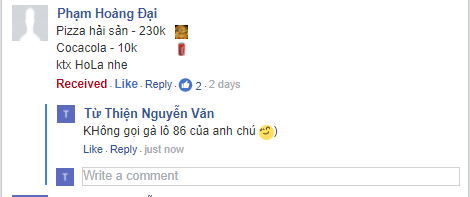 Phạm Hoàng Đại
Pizza hải sản - 230k
Cocacola - 10k
ktx HoLa nhe
Received . Like . Reply . 2 . 2 days
T
Từ Thiện Nguyễn Văn
KHông gọi gà lô 86 của anh chú )
Like . Reply . just now
T
Write a comment